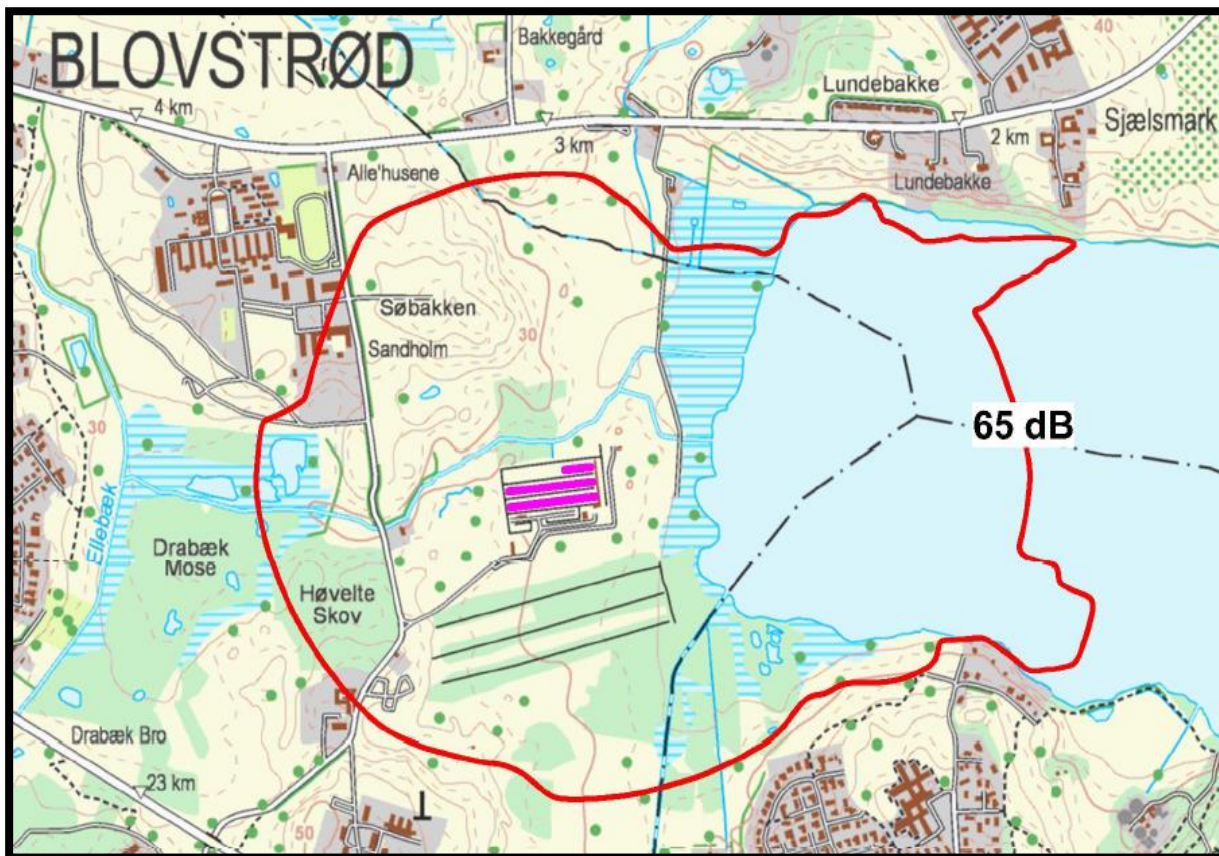 BLOVSTRØD
Bakkegård
40
Lundebakke
4 km
3 km
2 km
Sjælsmark
Alle'husene
Lundebakke
Søbakken
30
Sandholm
30
65 dB
Ellebæk
Drabæk
Mose
Høvelte
Skov
Drabæk Bro
23 km
50